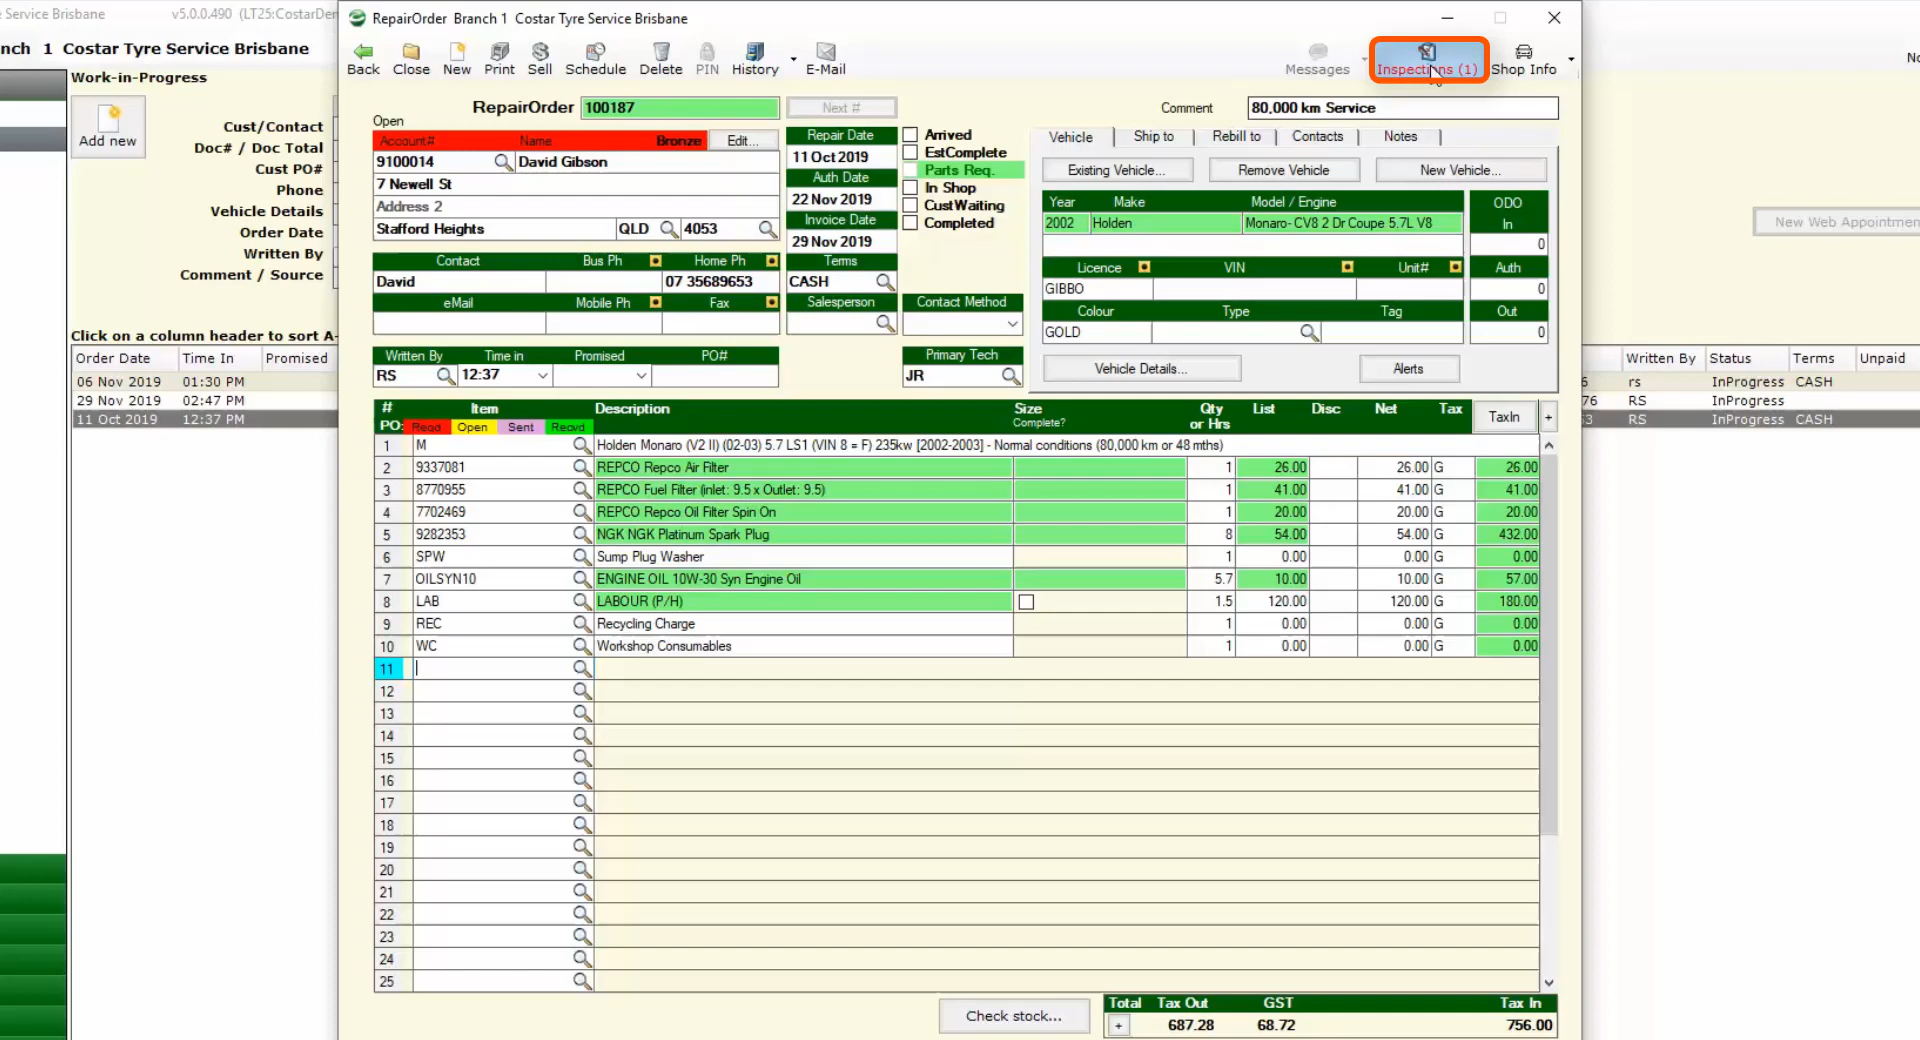 Service Brisbane v5.0.0.490 (LT25:CostarDer
nch 1 Costar Tyre Service Brisbane
Work-in-Progress
Add new
Cust/Contact
Doc# / Doc Total
Cust PO#
Phone
Vehicle Details
Order Date
Written By
Comment / Source
Click on a column header to sort A-
Order Date Time In Promised
06 Nov 2019 01:30 PM
29 Nov 2019 02:47 PM
11 Oct 2019 12:37 PM
RepairOrder Branch 1 Costar Tyre Service Brisbane
Back Close New Print Sell Schedule Delete PIN History E-Mail Messages Inspections (1) Shop Info
RepairOrder 100187 Next # Comment 80,000 km Service
Open
Account# Name Bronze Edit...
9100014 David Gibson
7 Newell St
Address 2
Stafford Heights QLD 4053
Contact Bus Ph Home Ph
David 07 35689653
eMail Mobile Ph Fax
Written By Time in Promised PO#
RS 12:37
Repair Date
11 Oct 2019
Auth Date
22 Nov 2019
Invoice Date
29 Nov 2019
Terms
CASH
Salesperson
Arrived
EstComplete
Parts Req.
In Shop
CustWaiting
Completed
Contact Method
Primary Tech
JR
Vehicle Ship to Rebill to Contacts Notes
Existing Vehicle... Remove Vehicle New Vehicle...
Year Make Model / Engine ODO
2002 Holden Monaro- CV8 2 Dr Coupe 5.7L V8 In
0
Licence VIN Unit# Auth
GIBBO 0
Colour Type Tag Out
GOLD 0
Vehicle Details... Alerts
# Item Description Size Qty List Disc Net Tax TaxIn +
PO: Reqd Open Sent Recvd Complete? or Hrs
1 M Holden Monaro (V2 II) (02-03) 5.7 LS1 (VIN 8 = F) 235kw [2002-2003] - Normal conditions (80,000 km or 48 mths)
2 9337081 REPCO Repco Air Filter 1 26.00 26.00 G 26.00
3 8770955 REPCO Fuel Filter (inlet: 9.5 x Outlet: 9.5) 1 41.00 41.00 G 41.00
4 7702469 REPCO Repco Oil Filter Spin On 1 20.00 20.00 G 20.00
5 9282353 NGK NGK Platinum Spark Plug 8 54.00 54.00 G 432.00
6 SPW Sump Plug Washer 1 0.00 0.00 G 0.00
7 OILSYN10 ENGINE OIL 10W-30 Syn Engine Oil 5.7 10.00 10.00 G 57.00
8 LAB LABOUR (P/H) 1.5 120.00 120.00 G 180.00
9 REC Recycling Charge 1 0.00 0.00 G 0.00
10 WC Workshop Consumables 1 0.00 0.00 G 0.00
11
12
13
14
15
16
17
18
19
20
21
22
23
24
25
Check stock...
Total Tax Out GST Tax In
+ 687.28 68.72 756.00
No
New Web Appointmen
Written By Status Terms Unpaid
6 rs InProgress CASH
76 RS InProgress
53 RS InProgress CASH